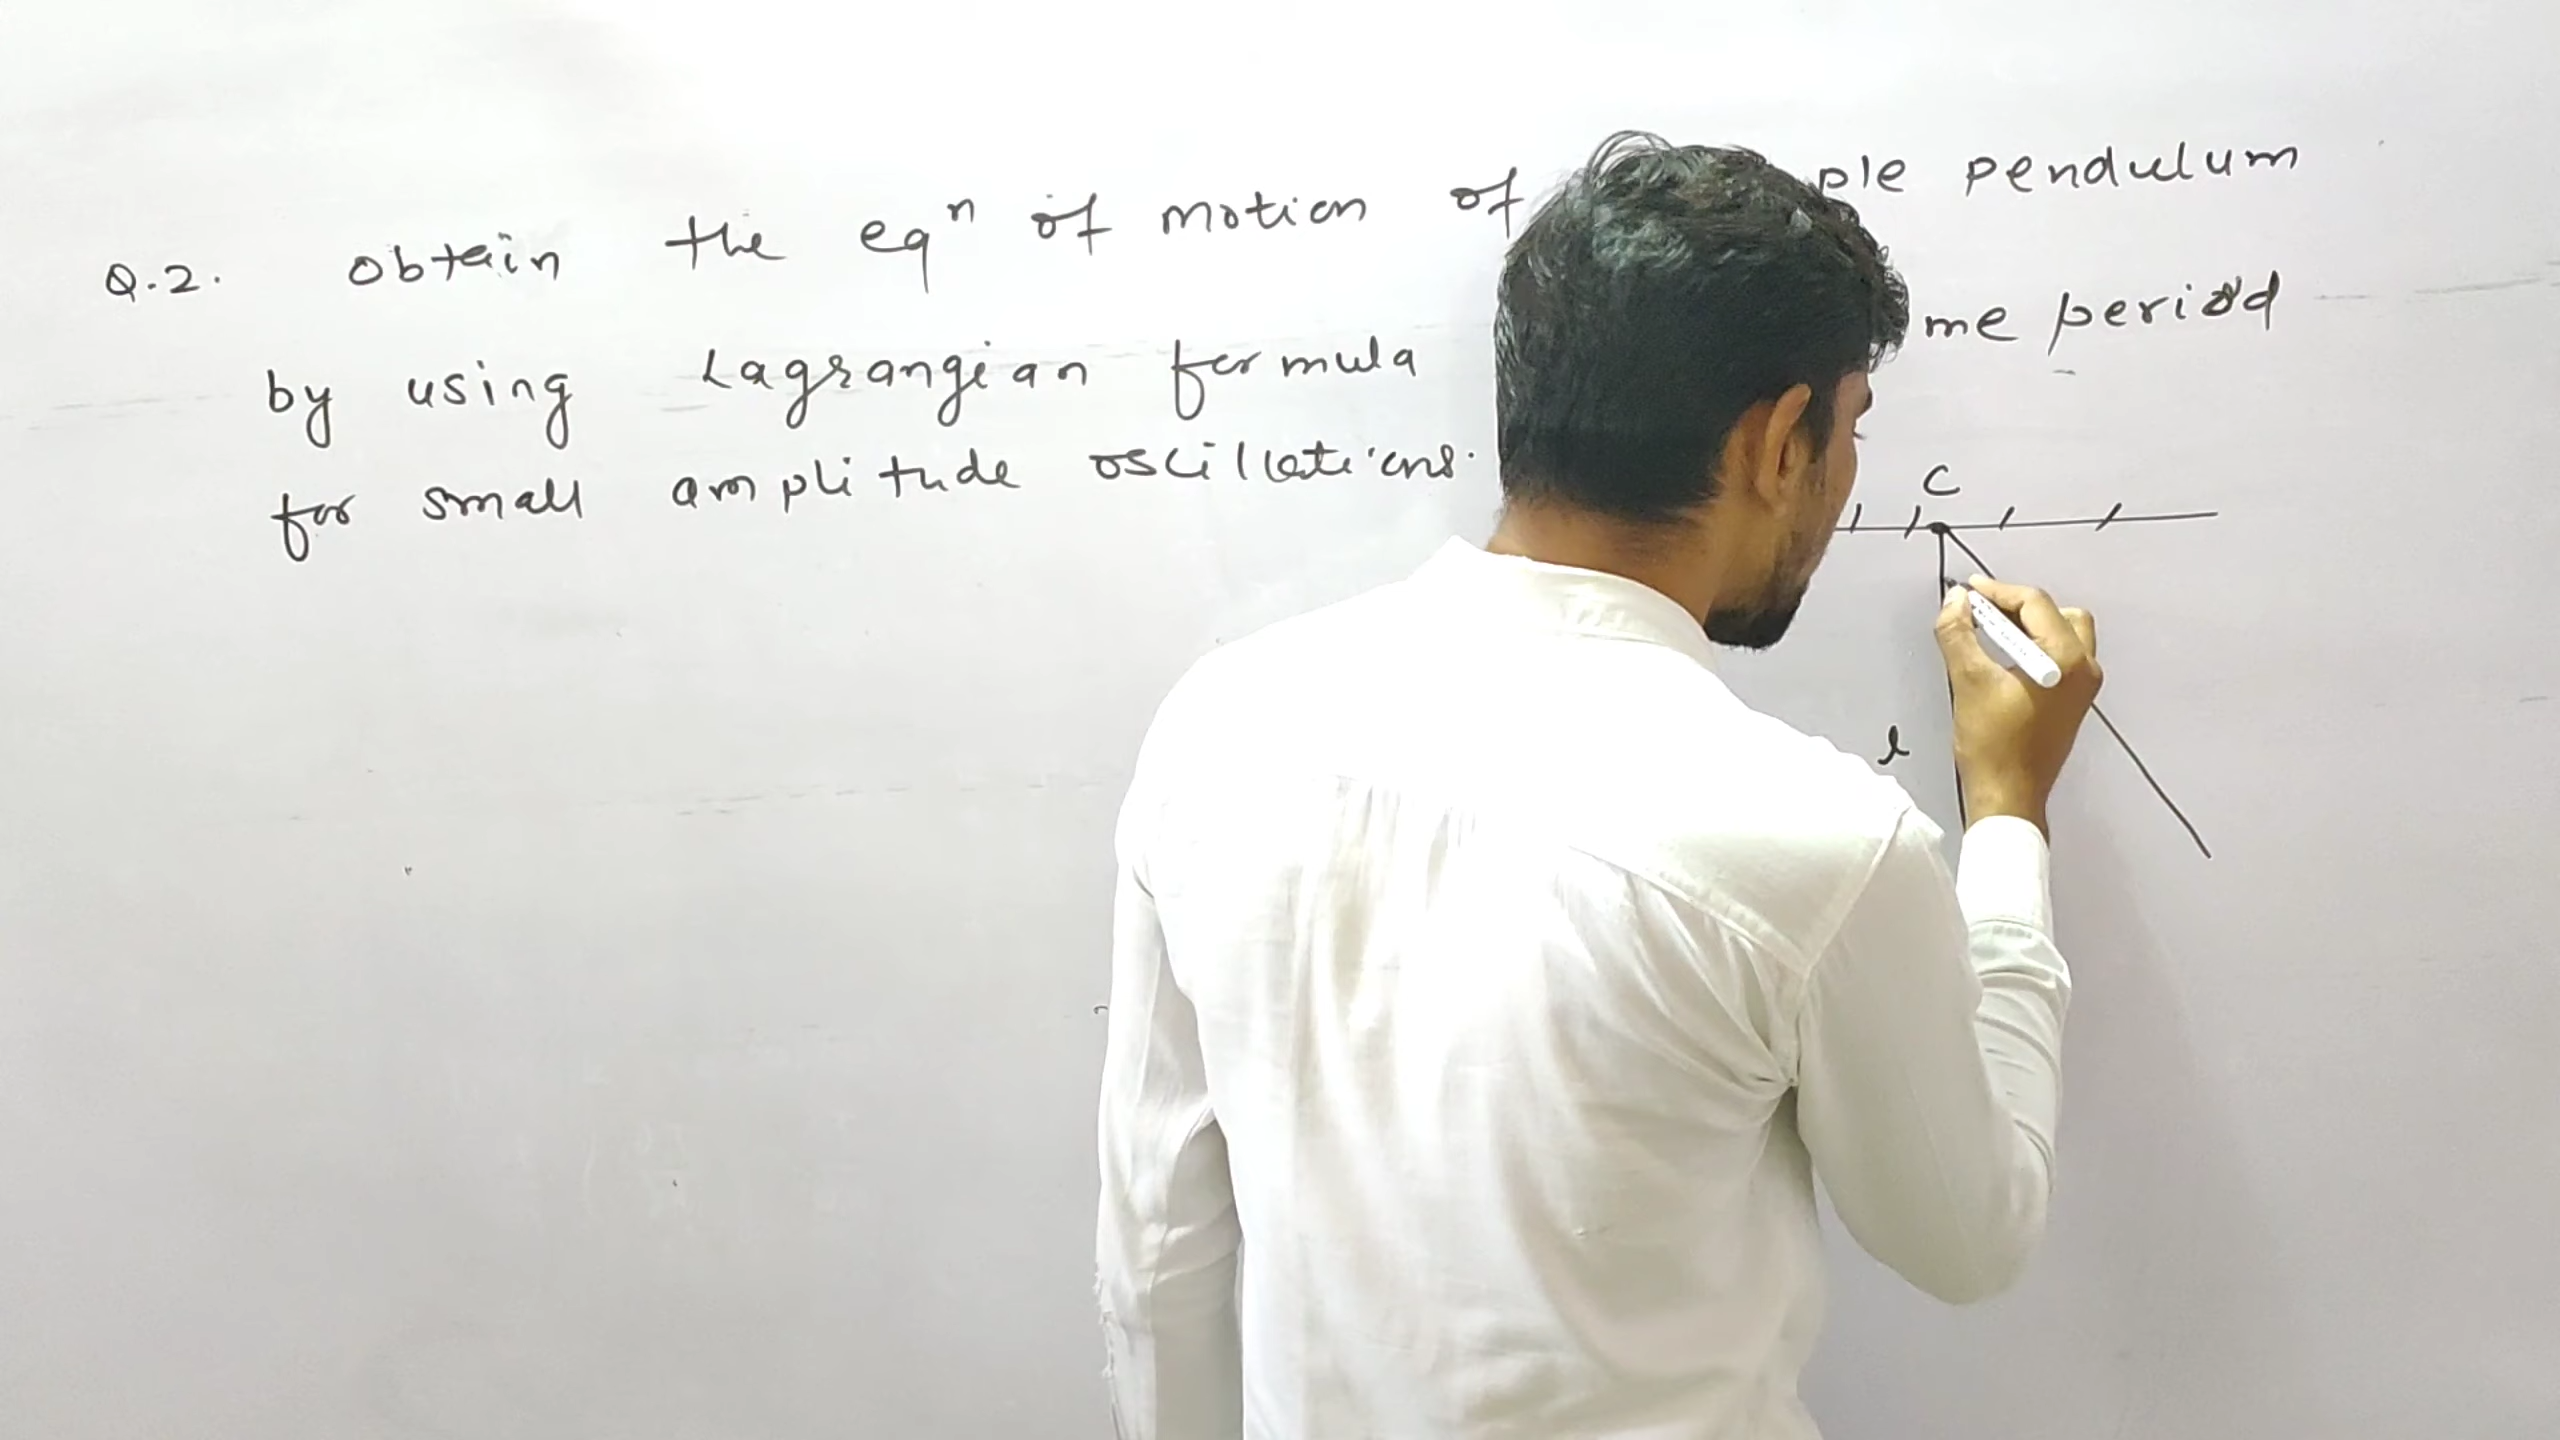 Q.2. Obtain the eqⁿ of motion of ple pendulum
by using Lagrangian formula me period
for small amplitude oscillations.
C
l